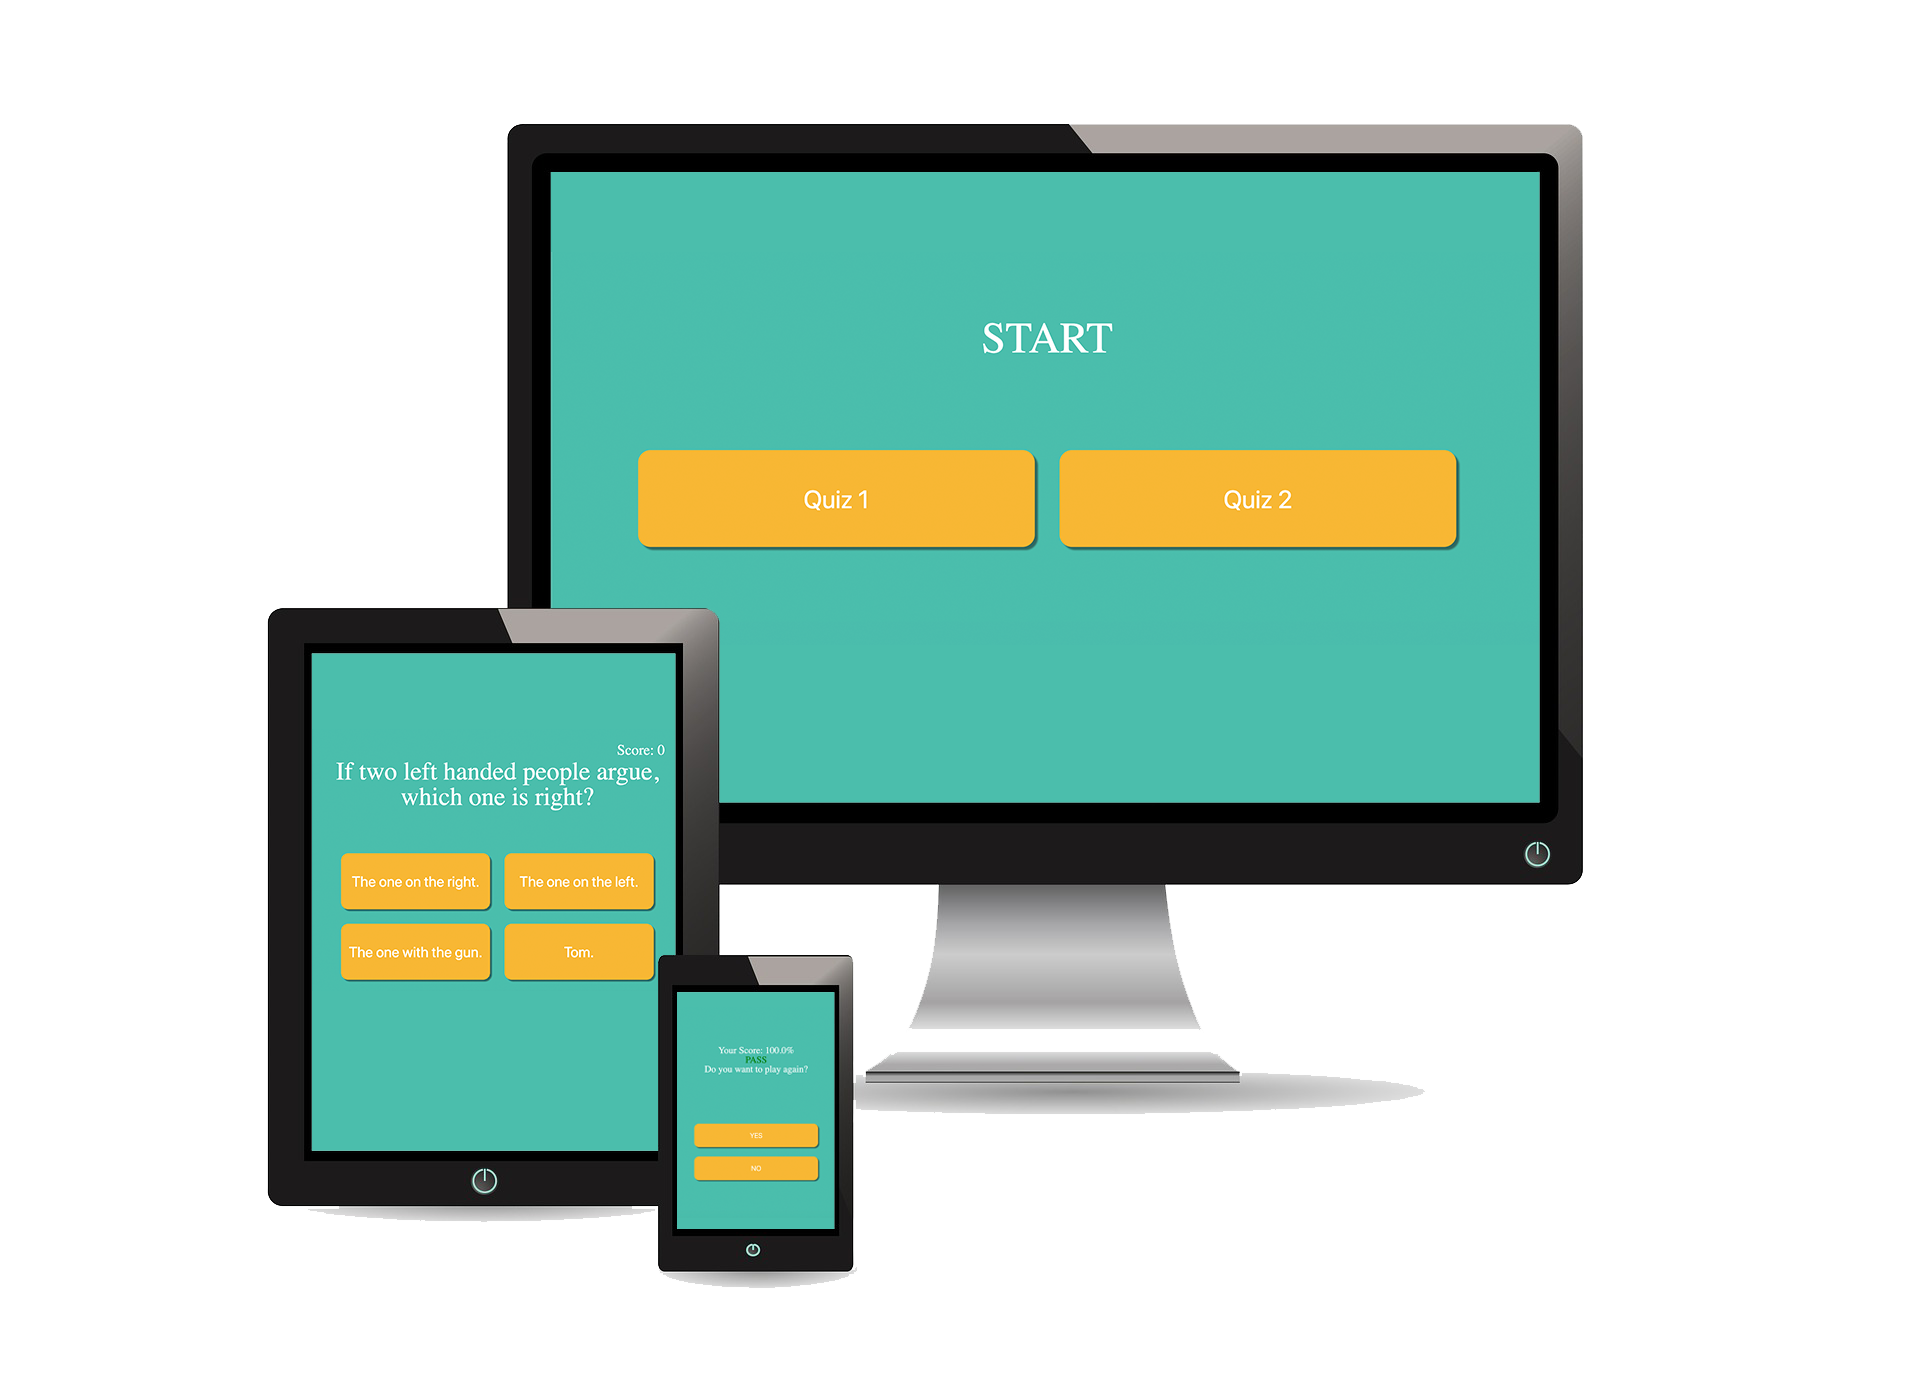 START
Quiz 1
Quiz 2
Score: 0
If two left handed people argue,
which one is right?
The one on the right.
The one on the left.
The one with the gun.
Tom.
Your Score: 100.0%
PASS
Do you want to play again?
YES
NO